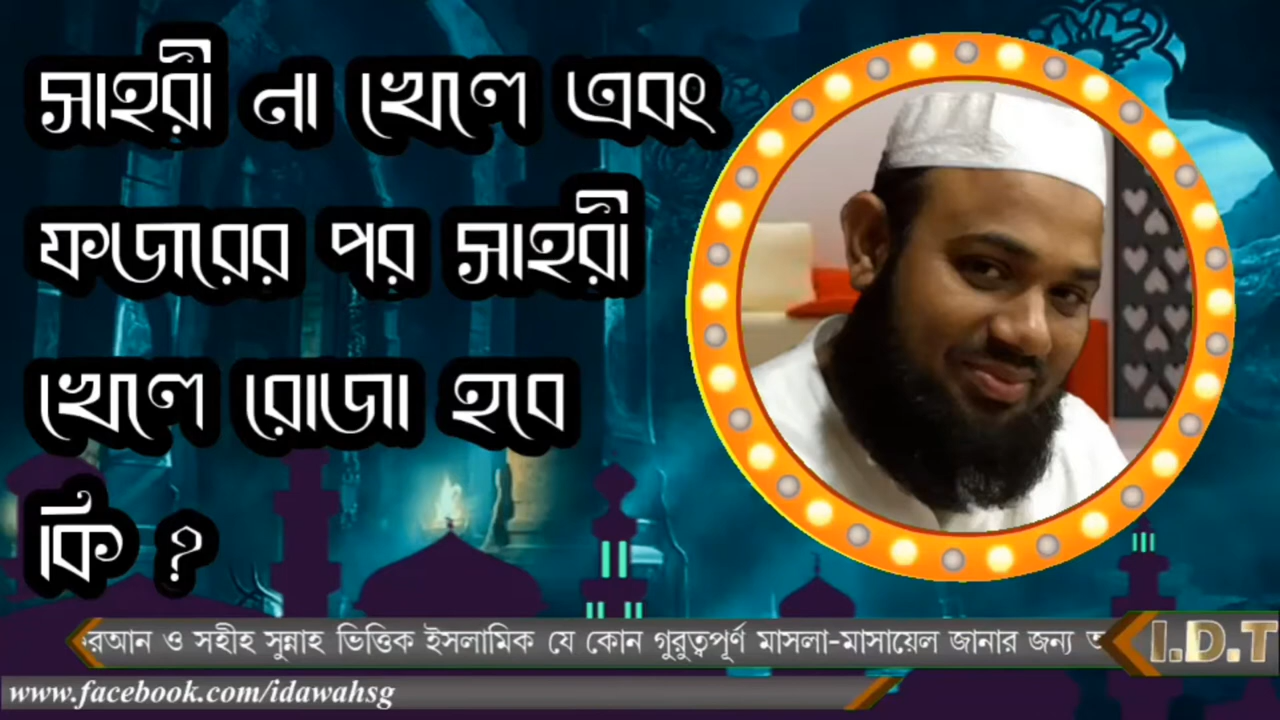 সাহরী না খেলে এবং
ফজরের পর সাহরী
খেলে রোজা হবে
কি ?
রআন ও সহীহ সুন্নাহ ভিত্তিক ইসলামিক যে কোন গুরুত্বপূর্ণ মাসলা-মাসায়েল জানার জন্য
I.D.T
www.facebook.com/idawahsg